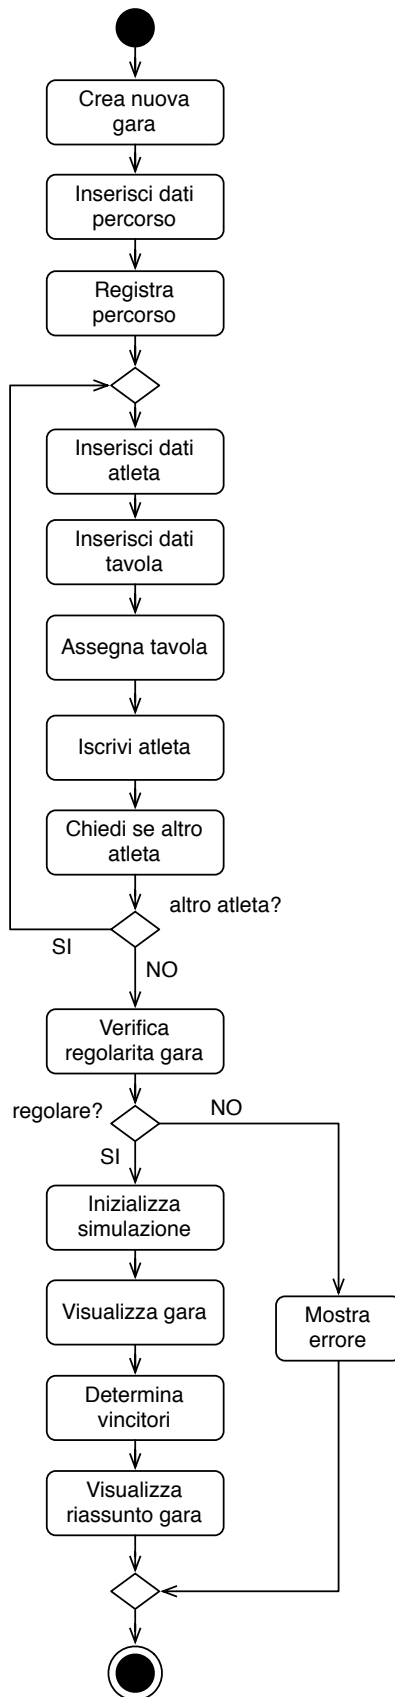 Crea nuova
gara
Inserisci dati
percorso
Registra
percorso
Inserisci dati
atleta
Inserisci dati
tavola
Assegna tavola
Iscrivi atleta
Chiedi se altro
atleta
altro atleta?
SI
NO
Verifica
regolarita gara
regolare?
NO
SI
Inizializza
simulazione
Visualizza gara
Mostra
errore
Determina
vincitori
Visualizza
riassunto gara